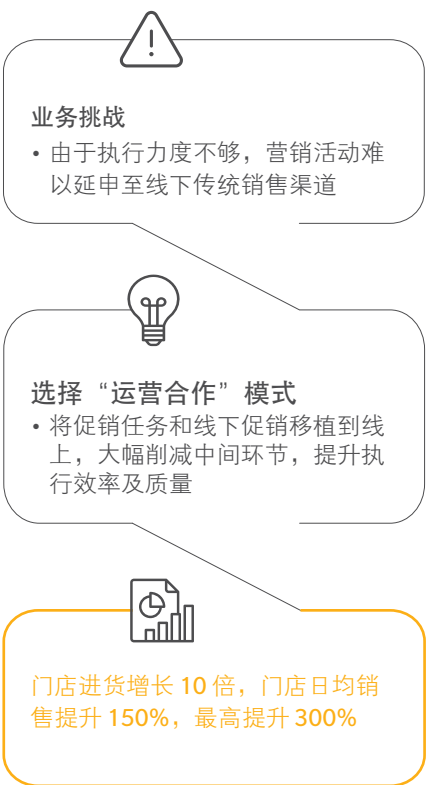 业务挑战
• 由于执行力度不够，营销活动难
以延申至线下传统销售渠道
选择“运营合作”模式
• 将促销任务和线下促销移植到线
上，大幅削减中间环节，提升执
行效率及质量
门店进货增长 10 倍，门店日均销
售提升 150%，最高提升 300%